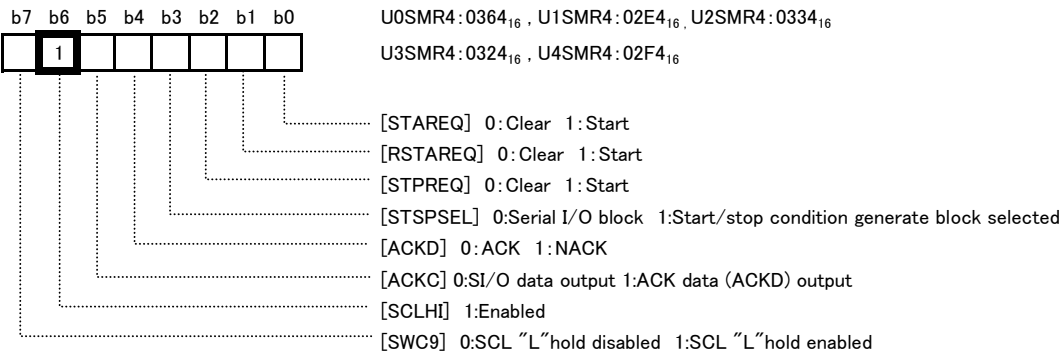 b7 b6 b5 b4 b3 b2 b1 b0 U0SMR4:0364₁₆ , U1SMR4:02E4₁₆ , U2SMR4:0334₁₆
1 U3SMR4:0324₁₆ , U4SMR4:02F4₁₆
[STAREQ] 0:Clear 1:Start
[RSTAREQ] 0:Clear 1:Start
[STPREQ] 0:Clear 1:Start
[STSPSEL] 0:Serial I/O block 1:Start/stop condition generate block selected
[ACKD] 0:ACK 1:NACK
[ACKC] 0:SI/O data output 1:ACK data (ACKD) output
[SCLHI] 1:Enabled
[SWC9] 0:SCL "L"hold disabled 1:SCL "L"hold enabled